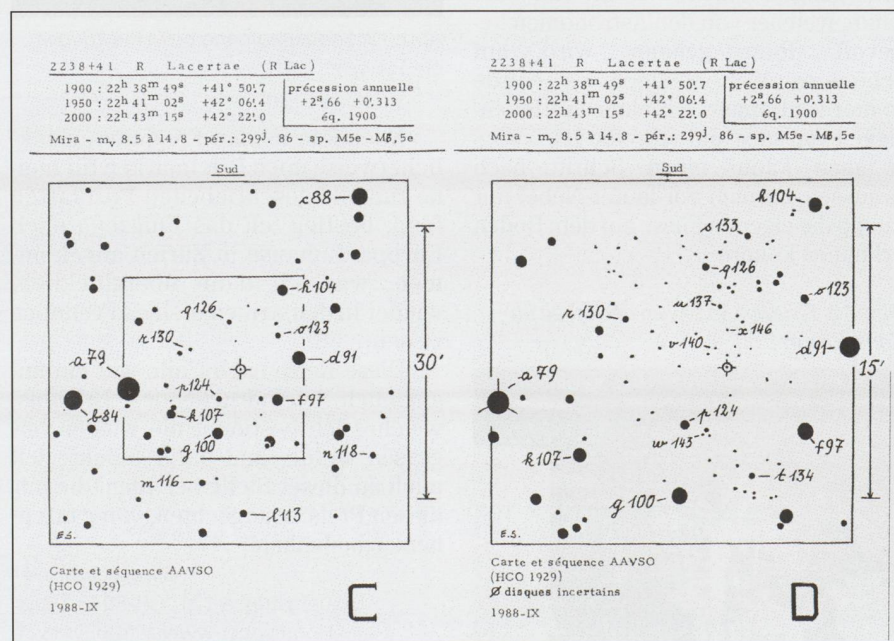 2238+41 R Lacertae (R Lac)
1900 : 22h 38m 49s +41° 50'.7
1950 : 22h 41m 02s +42° 06'.4
2000 : 22h 43m 15s +42° 22'.0
précession annuelle
+2s.66 +0'.313
éq. 1900
Mira - mv 8.5 à 14.8 - pér.: 299j. 86 - sp. M5e - M8,5e
Sud
c88
h104
q126
o123
r130
d91
a79
p124
f97
b84
k107
g100
n118
m116
l113
30'
E.S.
Carte et séquence AAVSO
(HCO 1929)
1988-IX
C
2238+41 R Lacertae (R Lac)
1900 : 22h 38m 49s +41° 50'.7
1950 : 22h 41m 02s +42° 06'.4
2000 : 22h 43m 15s +42° 22'.0
précession annuelle
+2s.66 +0'.313
éq. 1900
Mira - mv 8.5 à 14.8 - pér.: 299j. 86 - sp. M5e - M8,5e
Sud
h104
s133
q126
o123
u137
r130
x146
v140
d91
a79
15'
p124
w143
f97
k107
t134
g100
E.S.
Carte et séquence AAVSO
(HCO 1929)
Ø disques incertains
1988-IX
D